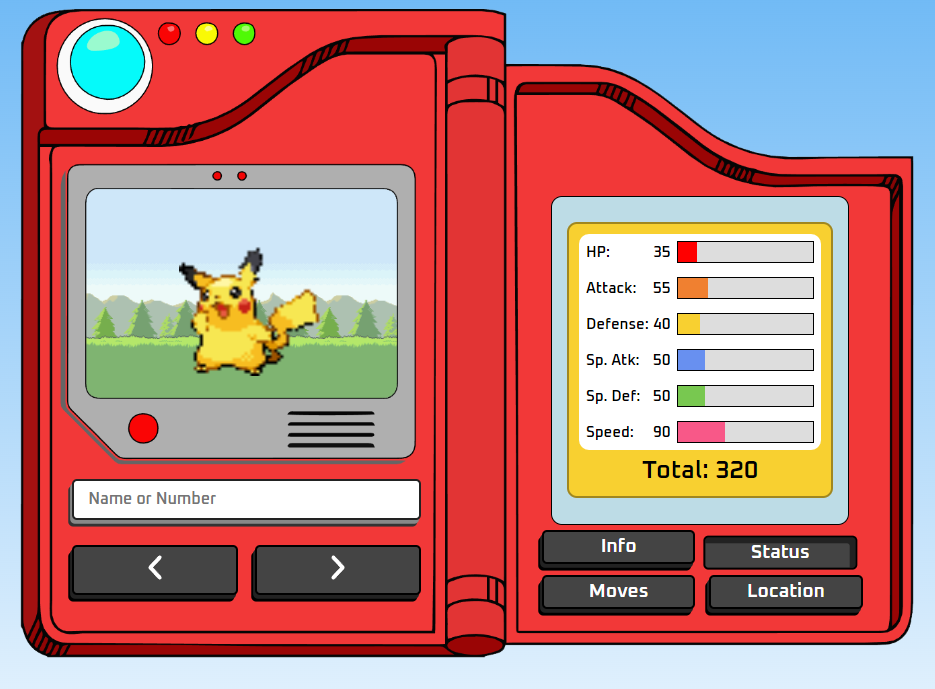 HP: 35
Attack: 55
Defense: 40
Sp. Atk: 50
Sp. Def: 50
Speed: 90
Total: 320
Name or Number
Info
Status
Moves
Location